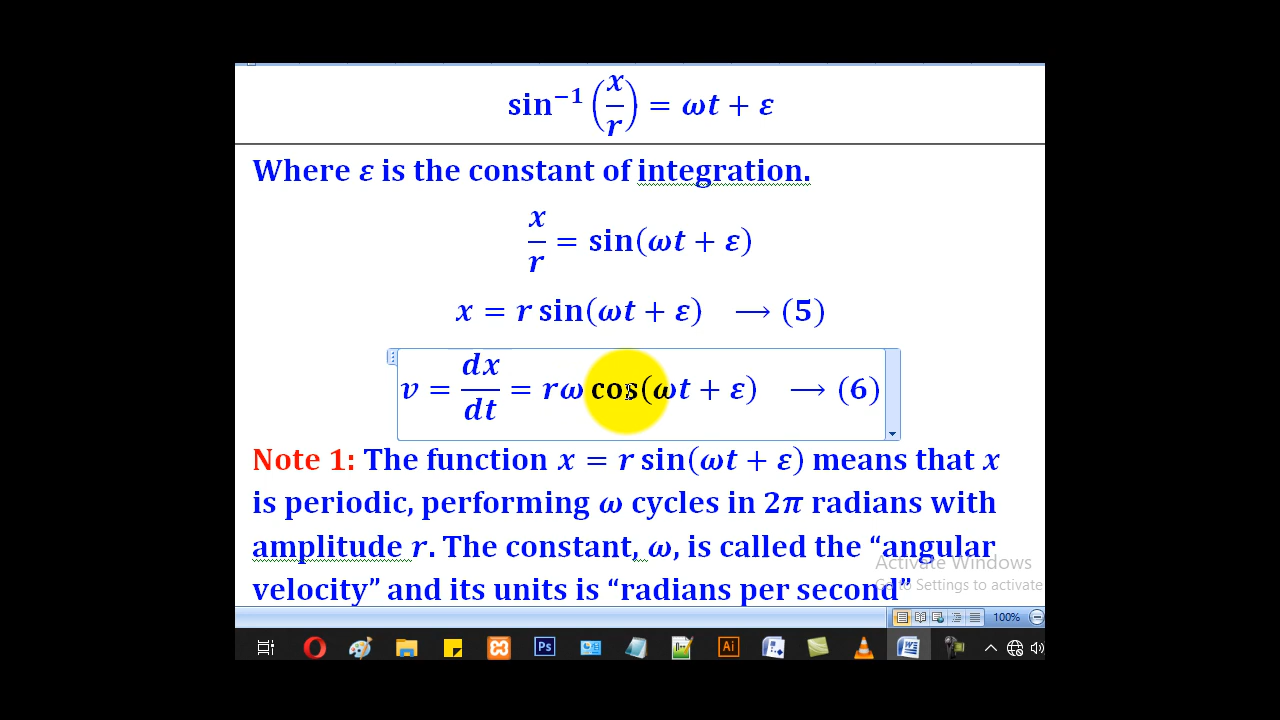 sin⁻¹(x/r) = ωt + ε
Where ε is the constant of integration.
x/r = sin(ωt + ε)
x = r sin(ωt + ε) → (5)
v = dx/dt = rω cos(ωt + ε) → (6)
Note 1: The function x = r sin(ωt + ε) means that x
is periodic, performing ω cycles in 2π radians with
amplitude r. The constant, ω, is called the “angular
velocity” and its units is “radians per second”
Activate Windows
Go to Settings to activate
100%
Ps
Ai